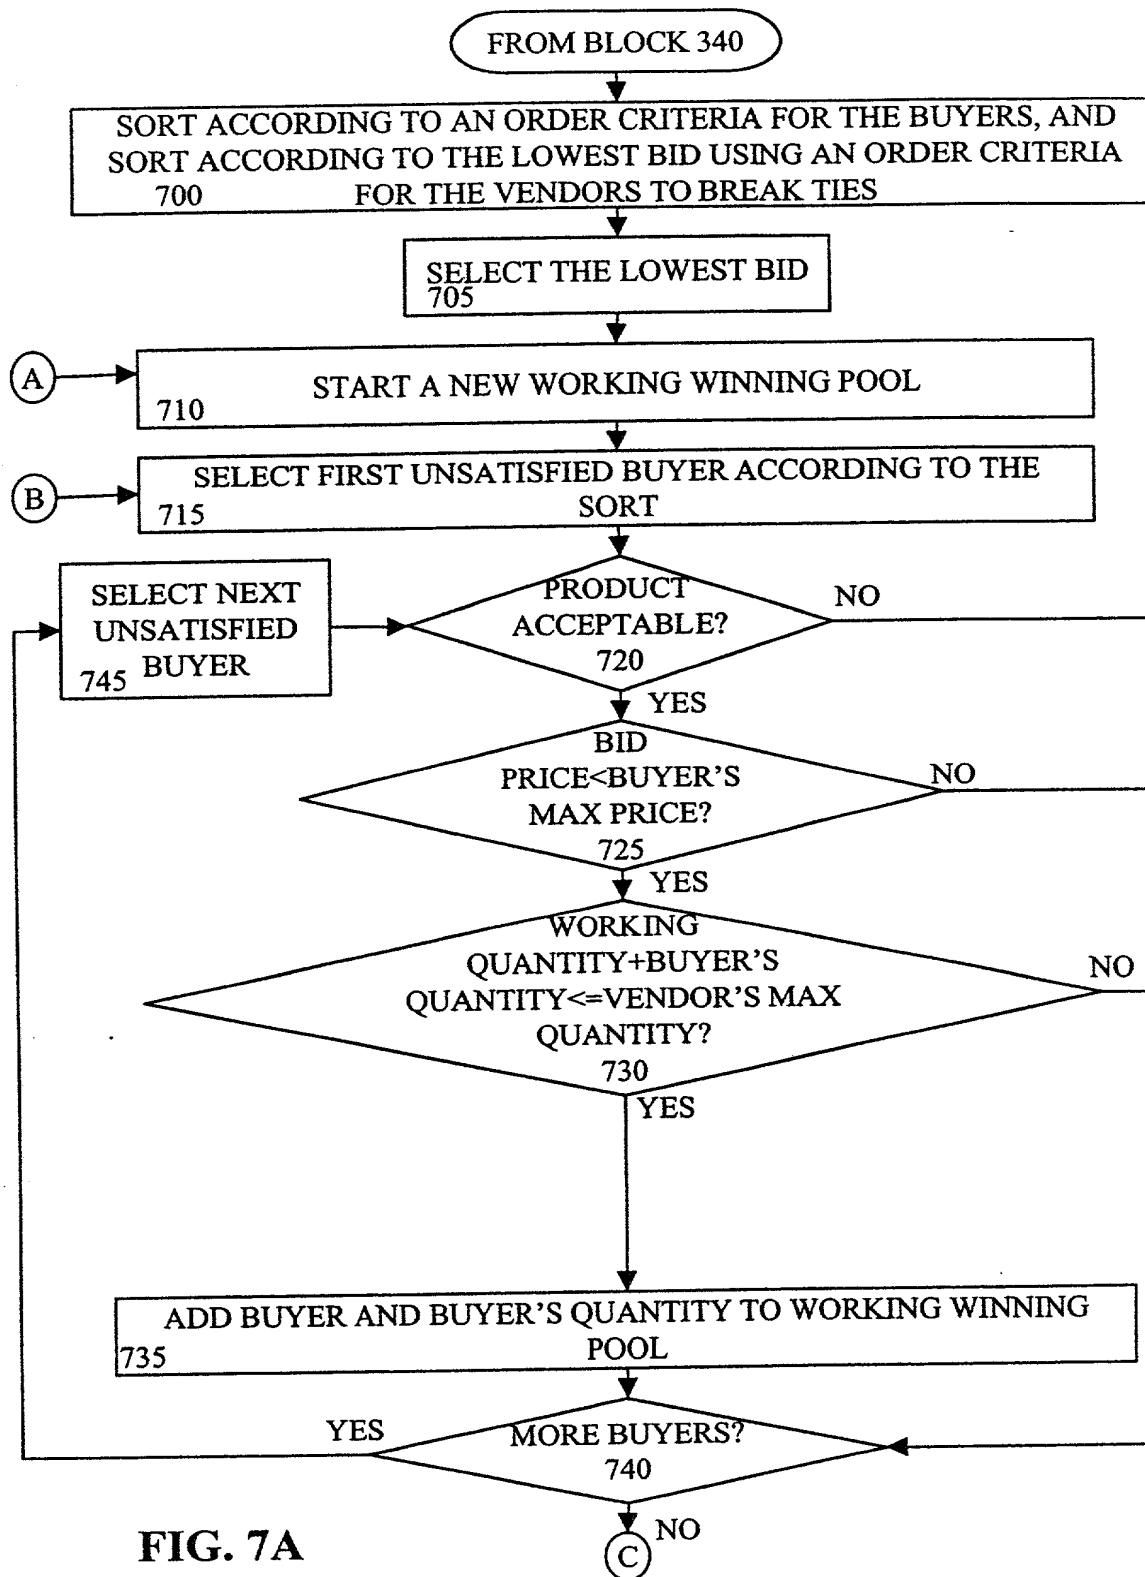 FROM BLOCK 340
SORT ACCORDING TO AN ORDER CRITERIA FOR THE BUYERS, AND
SORT ACCORDING TO THE LOWEST BID USING AN ORDER CRITERIA
700 FOR THE VENDORS TO BREAK TIES
SELECT THE LOWEST BID
705
A
START A NEW WORKING WINNING POOL
710
B
SELECT FIRST UNSATISFIED BUYER ACCORDING TO THE
715 SORT
SELECT NEXT
UNSATISFIED
BUYER
745
PRODUCT
ACCEPTABLE?
720
NO
YES
BID
PRICE<BUYER'S
MAX PRICE?
725
NO
YES
WORKING
QUANTITY+BUYER'S
QUANTITY<=VENDOR'S MAX
QUANTITY?
730
NO
YES
ADD BUYER AND BUYER'S QUANTITY TO WORKING WINNING
735 POOL
YES
MORE BUYERS?
740
NO
C
FIG. 7A